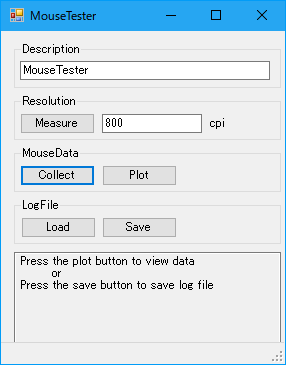 MouseTester
Description
MouseTester
Resolution
Measure 800 cpi
MouseData
Collect Plot
LogFile
Load Save
Press the plot button to view data
or
Press the save button to save log file